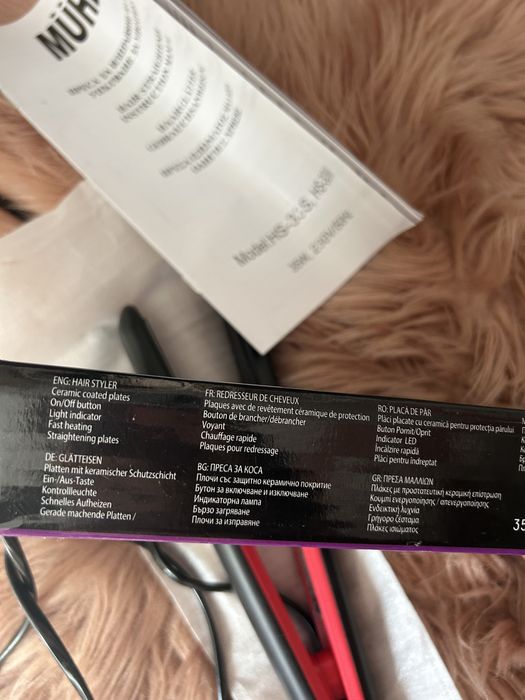 MÜH
Model:HS-3
35W, 230V/50Hz
ENG: HAIR STYLER
Ceramic coated plates
On/Off button
Light indicator
Fast heating
Straightening plates
DE: GLÄTTEISEN
Platten mit keramischer Schutzschicht
Ein-/Aus-Taste
Kontrollleuchte
Schnelles Aufheizen
Gerade machende Platten /
FR: REDRESSEUR DE CHEVEUX
Plaques avec de revêtement céramique de protection
Bouton de brancher/débrancher
Voyant
Chauffage rapide
Plaques pour redressage
BG: ПРЕСА ЗА КОСА
Плочи със защитно керамично покритие
Бутон за включване и изключване
Индикаторна лампа
Бързо загряване
Плочи за изправяне
RO: PLACĂ DE PĂR
Plăci placate cu ceramică pentru protecția părului
Buton Pornit/Oprit
Indicator LED
Incălzire rapidă
Plăci pentru îndreptat
GR: ΠΡΕΣΑ ΜΑΛΛΙΩΝ
Πλάκες με προστατευτική κεραμική επίστρωση
Κουμπί ενεργοποίησης / απενεργοποίησης
Ενδεικτική λυχνία
Γρήγορο ζέσταμα
Πλάκες ισιώματος
35